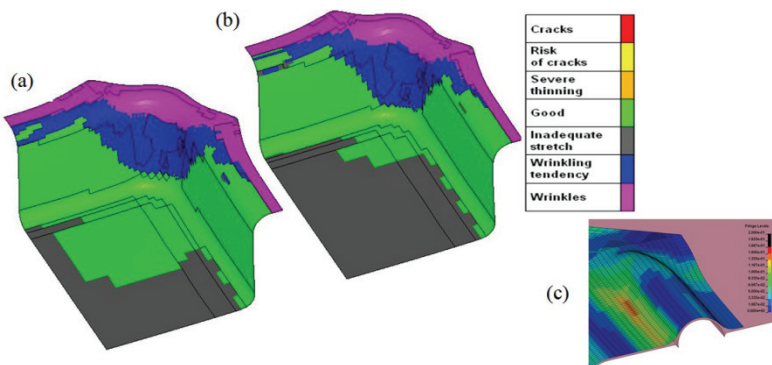 (a)
(b)
Cracks
Risk
of cracks
Severe
thinning
Good
Inadequate
stretch
Wrinkling
tendency
Wrinkles
(c)
Fringe Levels